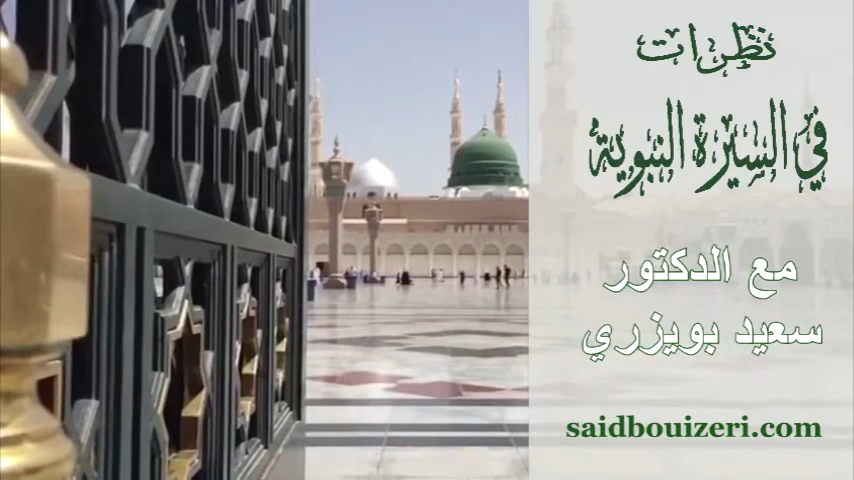 نظرات
في السيرة النبوية
مع الدكتور
سعيد بويزري
saidbouizeri.com